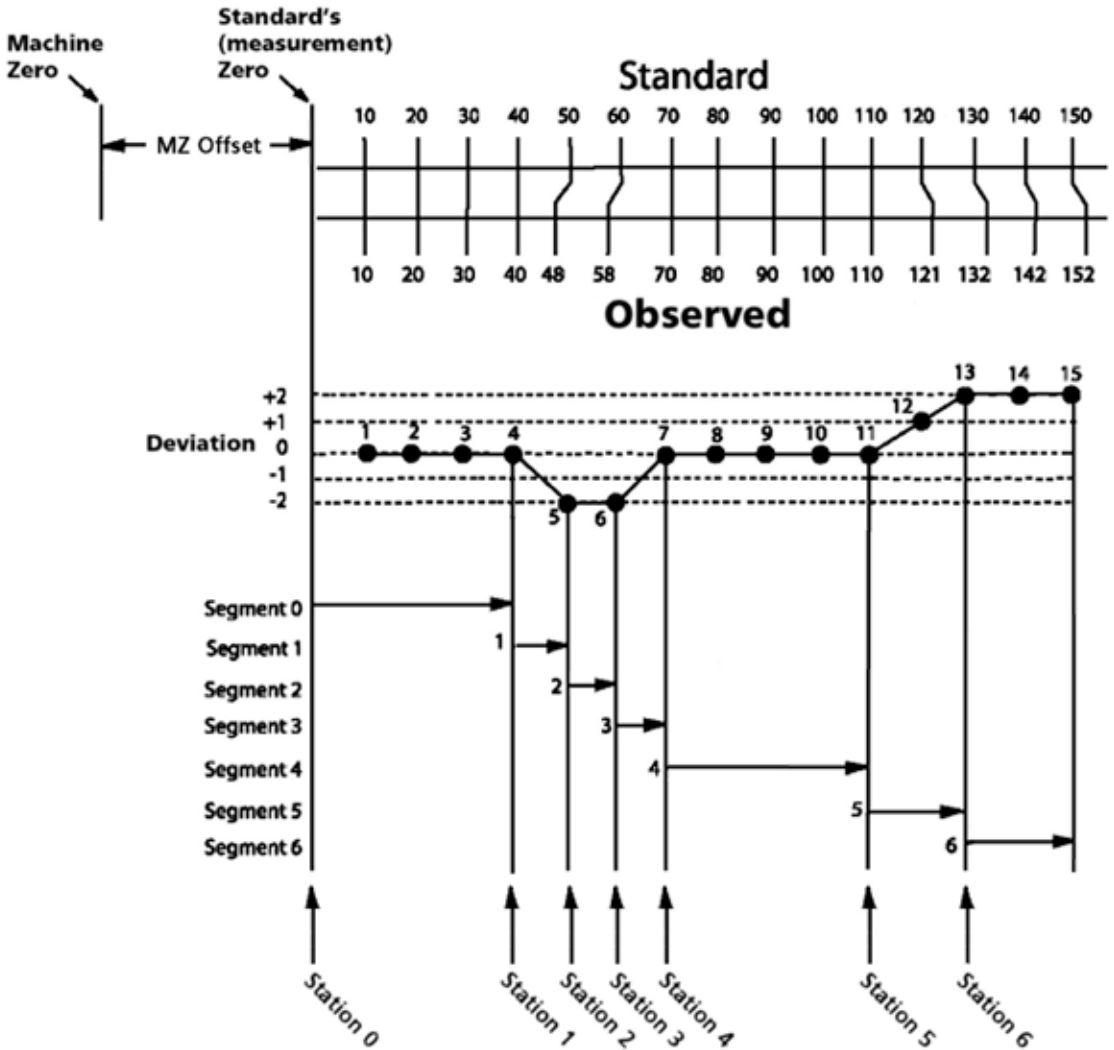 Machine
Zero
Standard's
(measurement)
Zero
MZ Offset
Standard
10 20 30 40 50 60 70 80 90 100 110 120 130 140 150
10 20 30 40 48 58 70 80 90 100 110 121 132 142 152
Observed
Deviation
+2
+1
0
-1
-2
1 2 3 4 5 6 7 8 9 10 11 12 13 14 15
Segment 0
Segment 1
1
Segment 2
2
Segment 3
3
Segment 4
4
Segment 5
5
Segment 6
6
Station 0
Station 1
Station 2
Station 3
Station 4
Station 5
Station 6